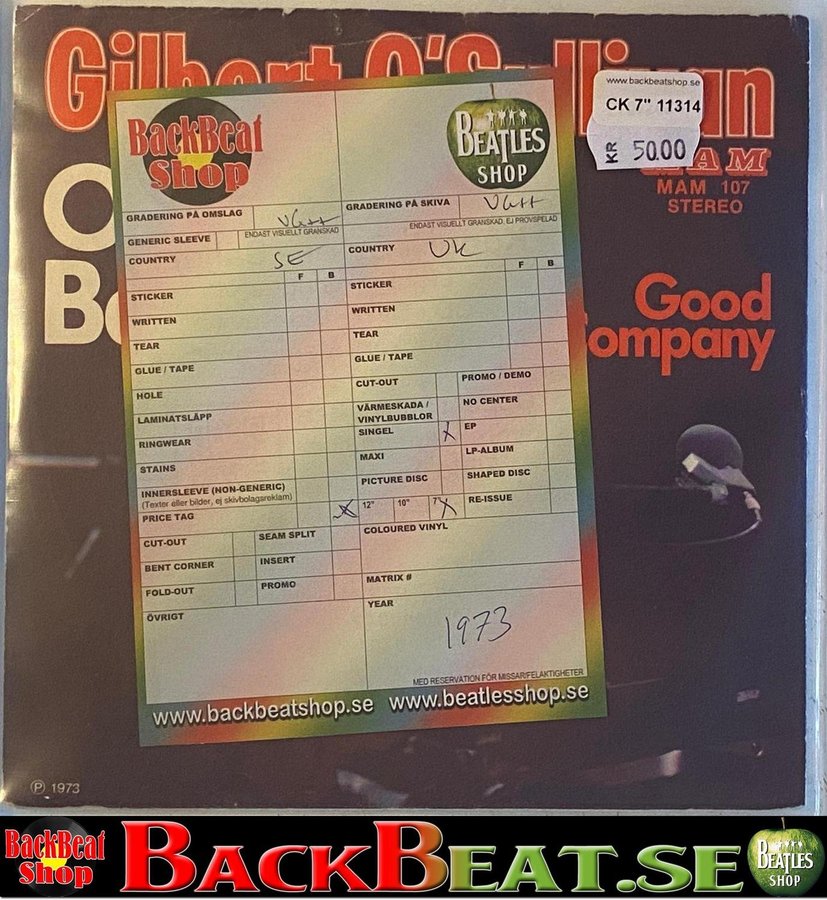 Gilbert O'Sullivan
www.backbeatshop.se
CK 7" 11314
KR 50.00
MAM
MAM 107
STEREO
O
B
Good
Company
BackBeat
Shop
BEATLES
SHOP
GRADERING PÅ OMSLAG VG++
ENDAST VISUELLT GRANSKAD
GENERIC SLEEVE
COUNTRY SE
F B
STICKER
WRITTEN
TEAR
GLUE / TAPE
HOLE
LAMINATSLÄPP
RINGWEAR
STAINS
INNERSLEEVE (NON-GENERIC)
(Texter eller bilder, ej skivbolagsreklam)
PRICE TAG X
CUT-OUT SEAM SPLIT
BENT CORNER INSERT
FOLD-OUT PROMO
ÖVRIGT
GRADERING PÅ SKIVA VG++
ENDAST VISUELLT GRANSKAD, EJ PROVSPELAD
COUNTRY UK
F B
STICKER
WRITTEN
TEAR
GLUE / TAPE
CUT-OUT PROMO / DEMO
VÄRMESKADA /
VINYLBUBBLOR NO CENTER
SINGEL X EP
MAXI LP-ALBUM
PICTURE DISC SHAPED DISC
12" 10" 7" X RE-ISSUE
COLOURED VINYL
MATRIX #
YEAR
1973
MED RESERVATION FÖR MISSAR/FELAKTIGHETER
www.backbeatshop.se www.beatlesshop.se
℗ 1973
BackBeat
Shop
BACKBEAT.SE
BEATLES
SHOP